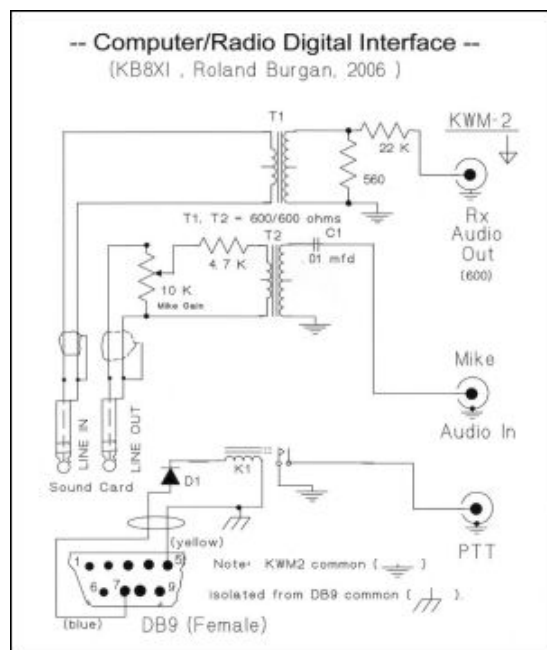 -- Computer/Radio Digital Interface --
(KB8XI , Roland Burgan, 2006 )
T1
KWM-2
22 K
560
Rx
Audio
Out
(600)
T1, T2 = 600/600 ohms
T2
C1
4.7 K
.01 mfd
10 K
Mike Gain
Mike
Audio In
LINE IN
LINE OUT
Sound Card
D1
K1
PTT
(yellow)
1
5
6
7
9
Note: KWM2 common ( )
isolated from DB9 common ( ).
(blue)
DB9 (Female)